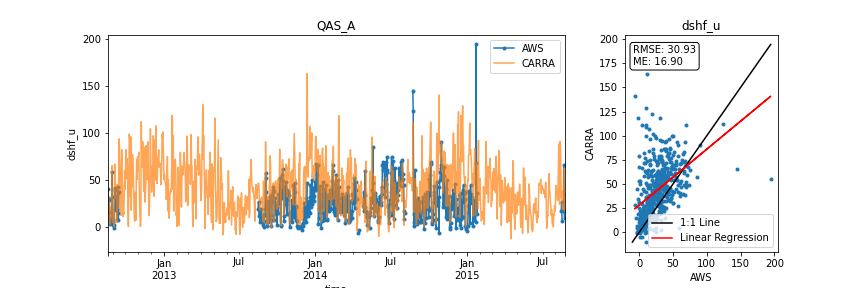 QAS_A
dshf_u
200
150
100
50
0
dshf_u
AWS
CARRA
Jan
2013
Jul
Jan
2014
Jul
Jan
2015
Jul
time
200
175
150
125
100
75
50
25
0
CARRA
RMSE: 30.93
ME: 16.90
1:1 Line
Linear Regression
0
50
100
150
200
AWS